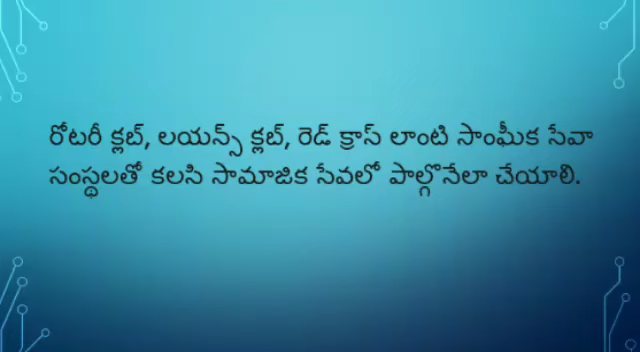 రోటరీ క్లబ్, లయన్స్ క్లబ్, రెడ్ క్రాస్ లాంటి సాంఘీక సేవా
సంస్థలతో కలసి సామాజిక సేవలో పాల్గొనేలా చేయాలి.